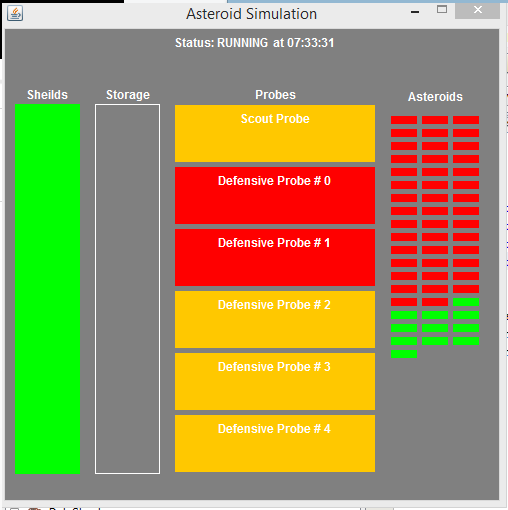 Asteroid Simulation
Status: RUNNING at 07:33:31
Sheilds
Storage
Probes
Asteroids
Scout Probe
Defensive Probe # 0
Defensive Probe # 1
Defensive Probe # 2
Defensive Probe # 3
Defensive Probe # 4